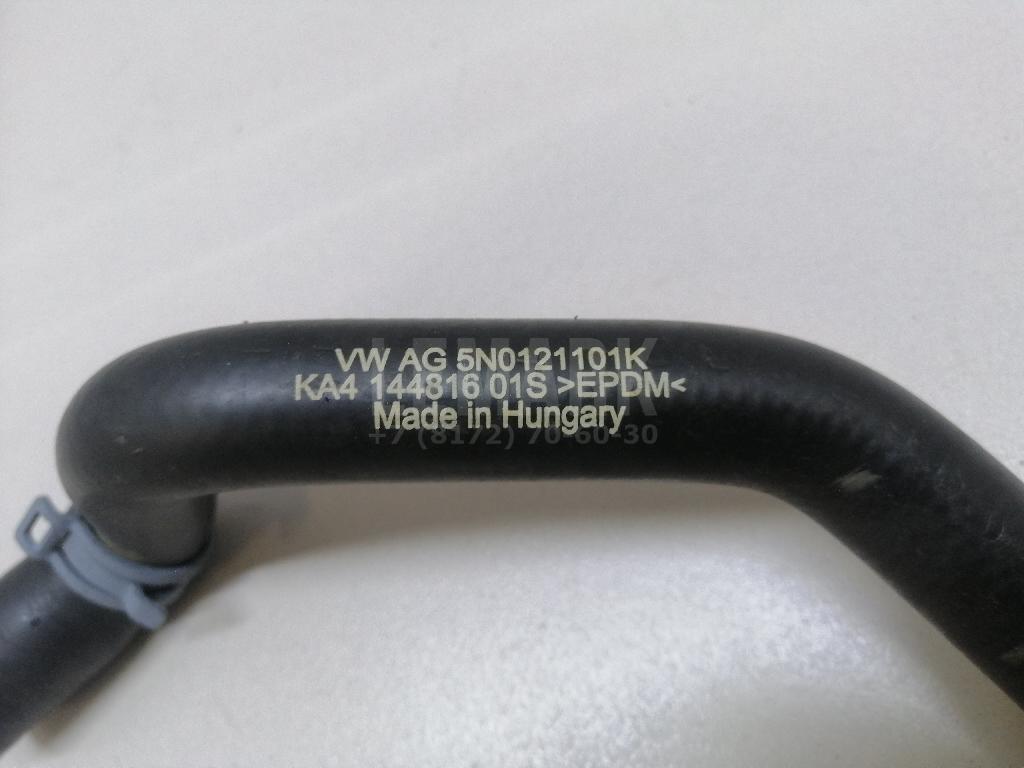 VW AG 5N0121101K
KA4 144816 01S >EPDM<
Made in Hungary
+7 (8172) 70-60-30